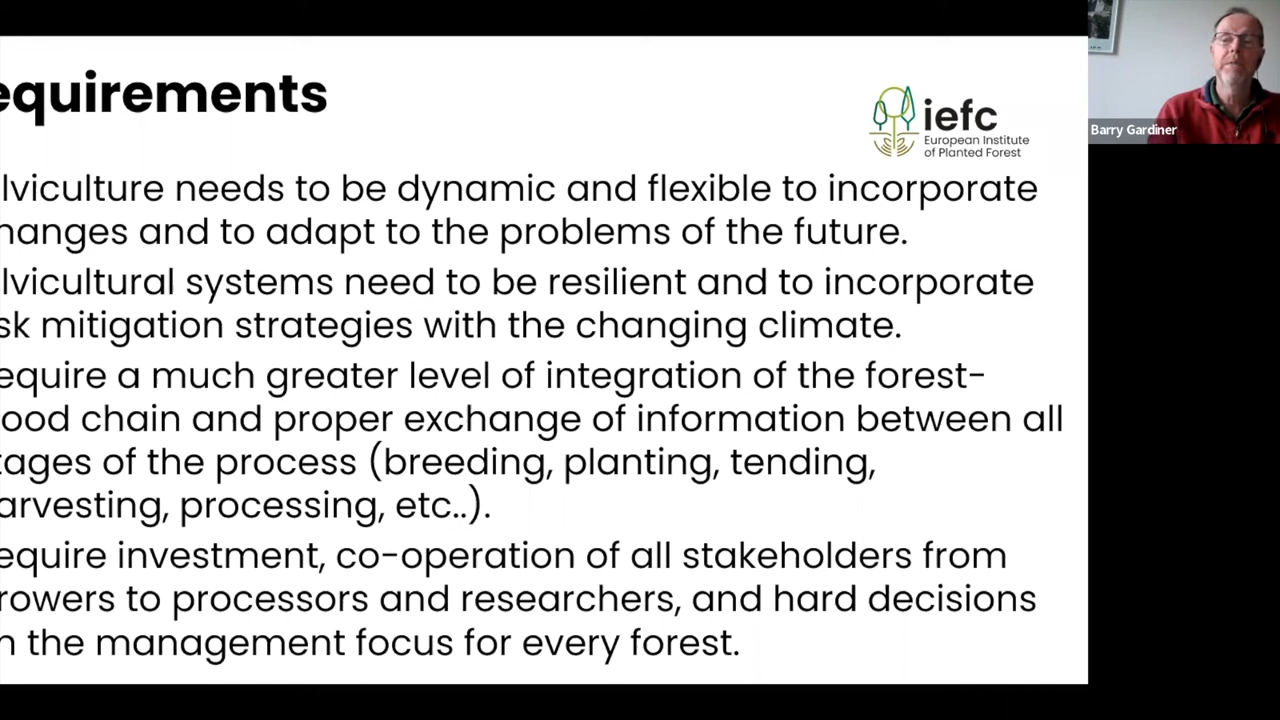 equirements
iefc
European Institute
of Planted Forest
Barry Gardiner
lviculture needs to be dynamic and flexible to incorporate
hanges and to adapt to the problems of the future.
lvicultural systems need to be resilient and to incorporate
sk mitigation strategies with the changing climate.
equire a much greater level of integration of the forest-
ood chain and proper exchange of information between all
tages of the process (breeding, planting, tending,
arvesting, processing, etc..).
equire investment, co-operation of all stakeholders from
rowers to processors and researchers, and hard decisions
n the management focus for every forest.